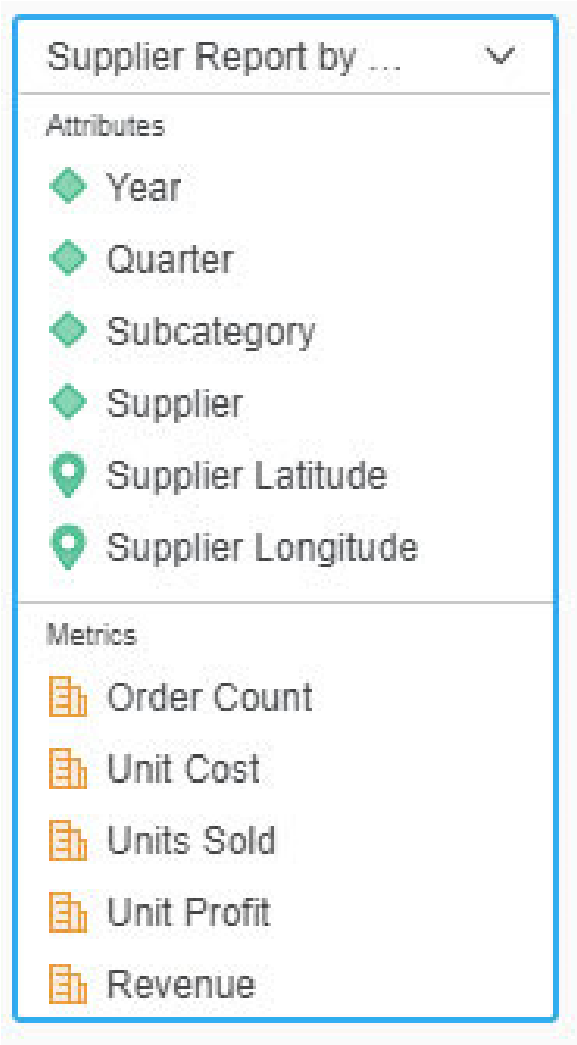 Supplier Report by ...
Attributes
Year
Quarter
Subcategory
Supplier
Supplier Latitude
Supplier Longitude
Metrics
Order Count
Unit Cost
Units Sold
Unit Profit
Revenue